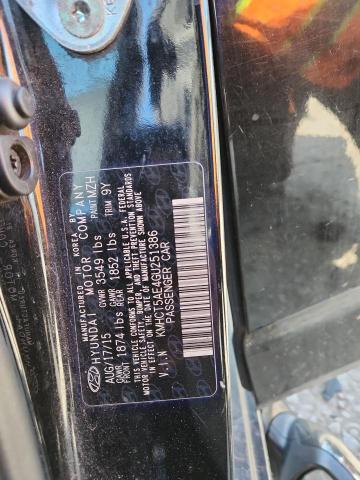 MANUFACTURED IN KOREA BY
HYUNDAI MOTOR COMPANY
AUG/17/15 GVWR 3549 lbs PAINT MZH
GAWR FRONT 1874 lbs GAWR REAR 1852 lbs TRIM 9Y
THIS VEHICLE CONFORMS TO ALL APPLICABLE U.S. FEDERAL
MOTOR VEHICLE SAFETY, BUMPER, AND THEFT PREVENTION
STANDARDS IN EFFECT ON THE DATE OF MANUFACTURE SHOWN ABOVE
V.I.N KMHCT5AE4GU251386
PASSENGER CAR